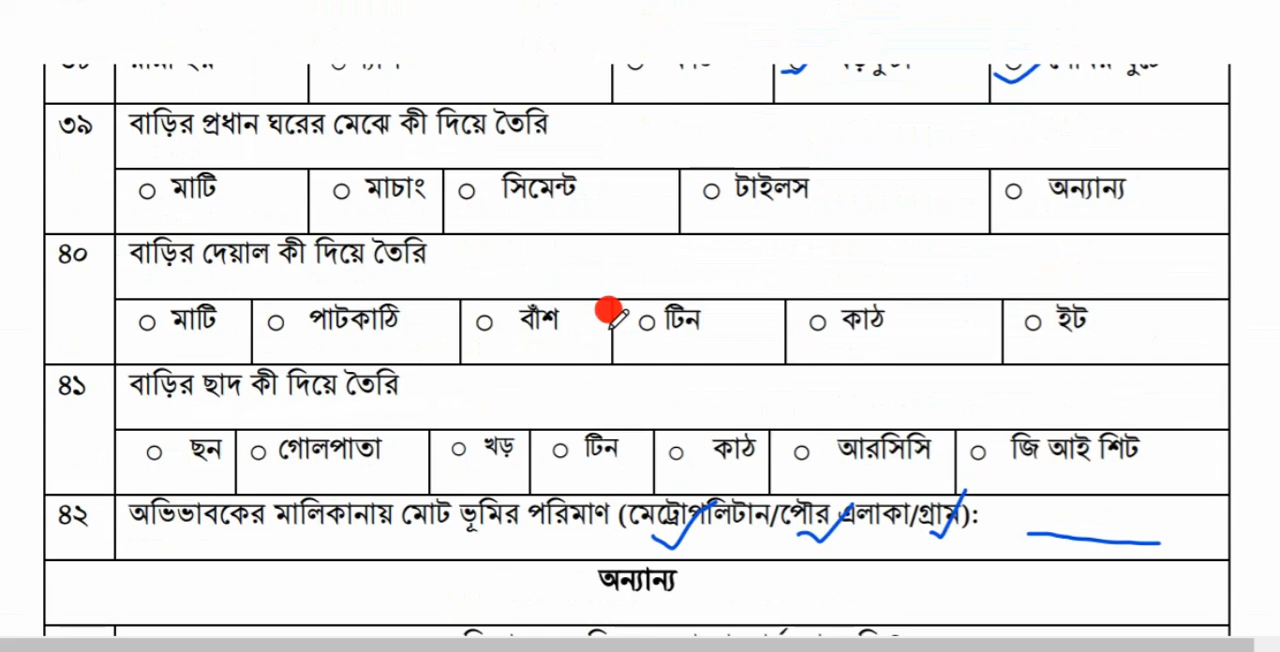 ৩৯ বাড়ির প্রধান ঘরের মেঝে কী দিয়ে তৈরি
○ মাটি ○ মাচাং ○ সিমেন্ট ○ টাইলস ○ অন্যান্য
৪০ বাড়ির দেয়াল কী দিয়ে তৈরি
○ মাটি ○ পাটকাঠি ○ বাঁশ ○ টিন ○ কাঠ ○ ইট
৪১ বাড়ির ছাদ কী দিয়ে তৈরি
○ ছন ○ গোলপাতা ○ খড় ○ টিন ○ কাঠ ○ আরসিসি ○ জি আই শিট
৪২ অভিভাবকের মালিকানায় মোট ভূমির পরিমাণ (মেট্রোপলিটান/পৌর এলাকা/গ্রাম):
অন্যান্য